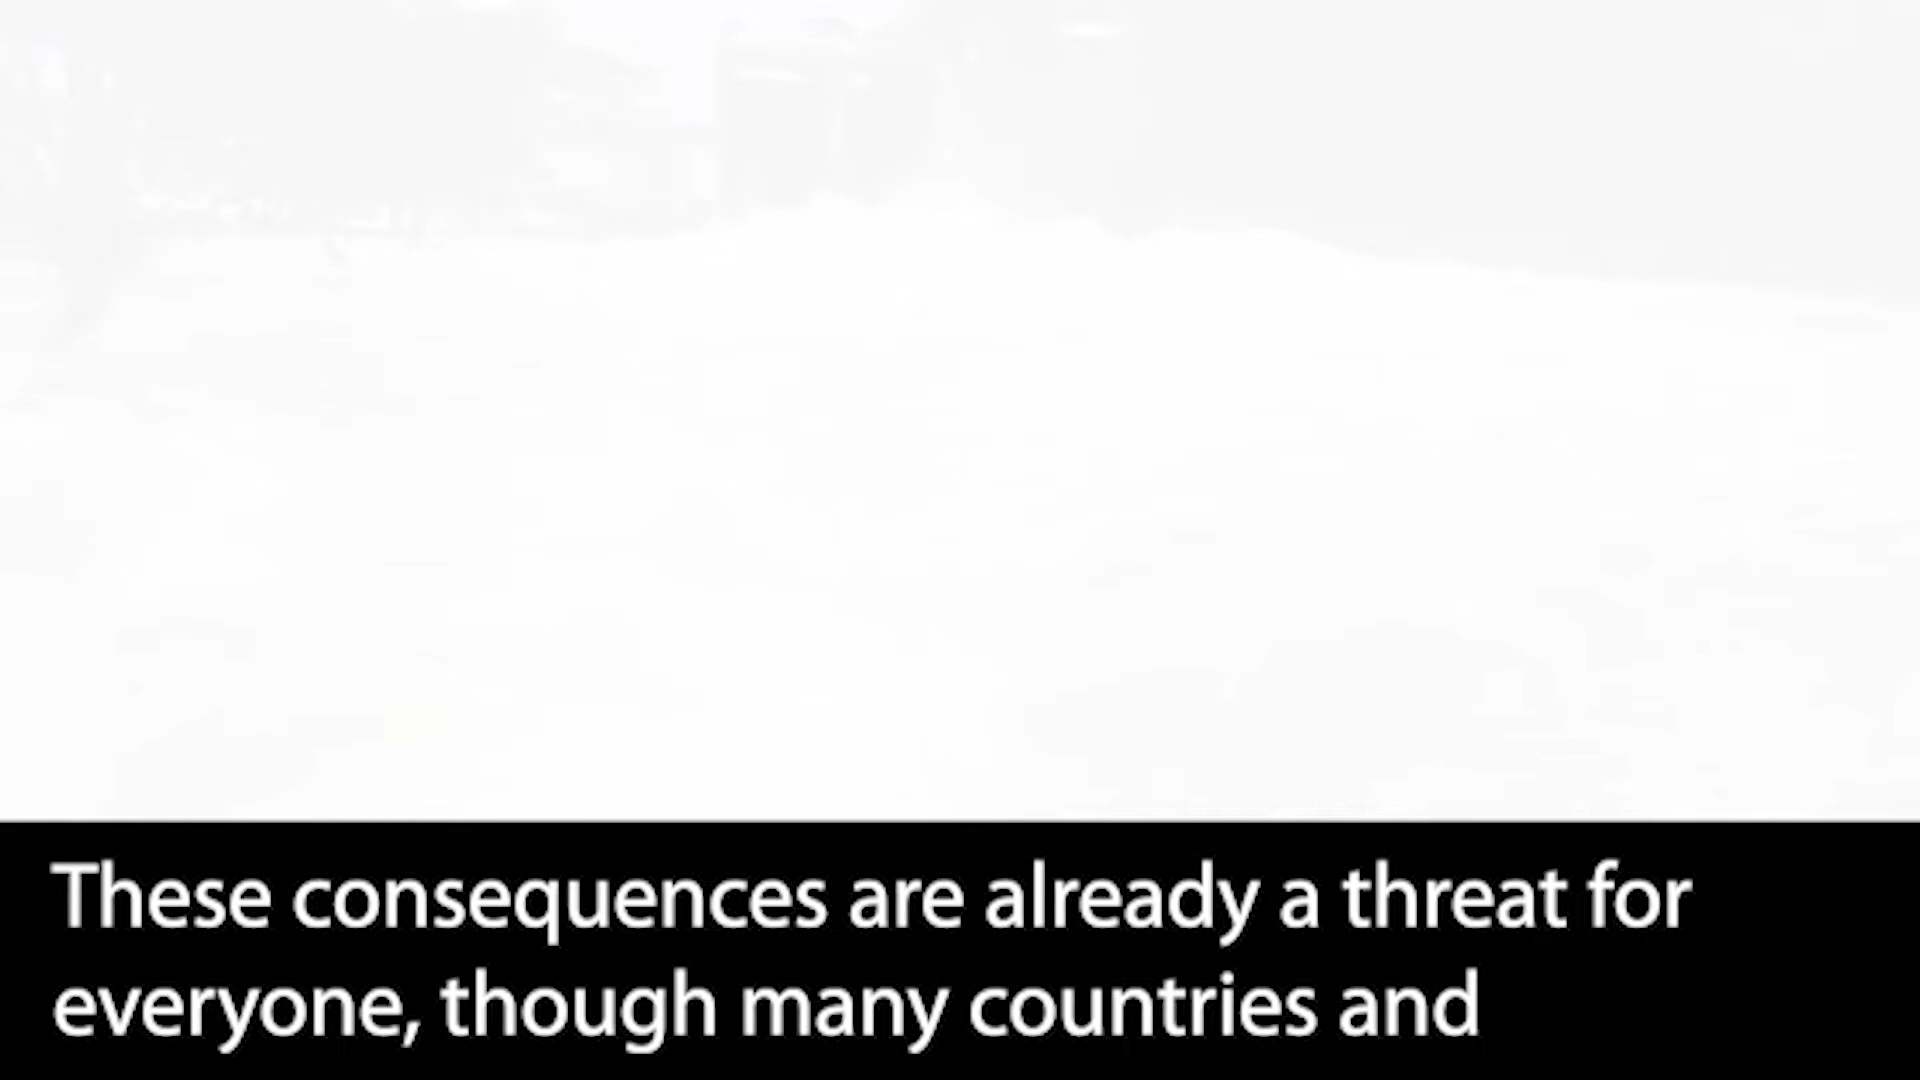 These consequences are already a threat for
everyone, though many countries and